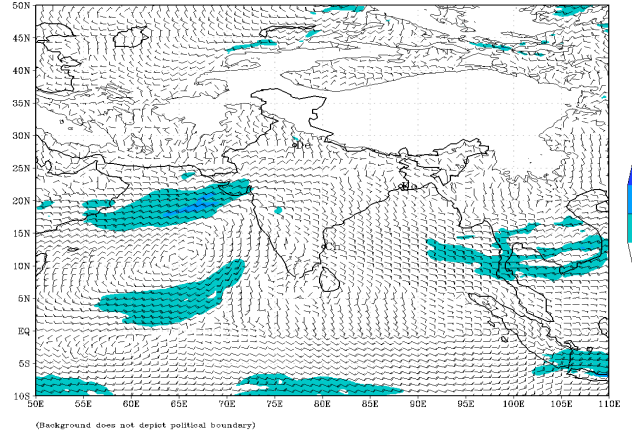 50N
45N
40N
35N
30N
25N
20N
15N
10N
5N
EQ
5S
10S
50E 55E 60E 65E 70E 75E 80E 85E 90E 95E 100E 105E 110E
(Background does not depict political boundary)